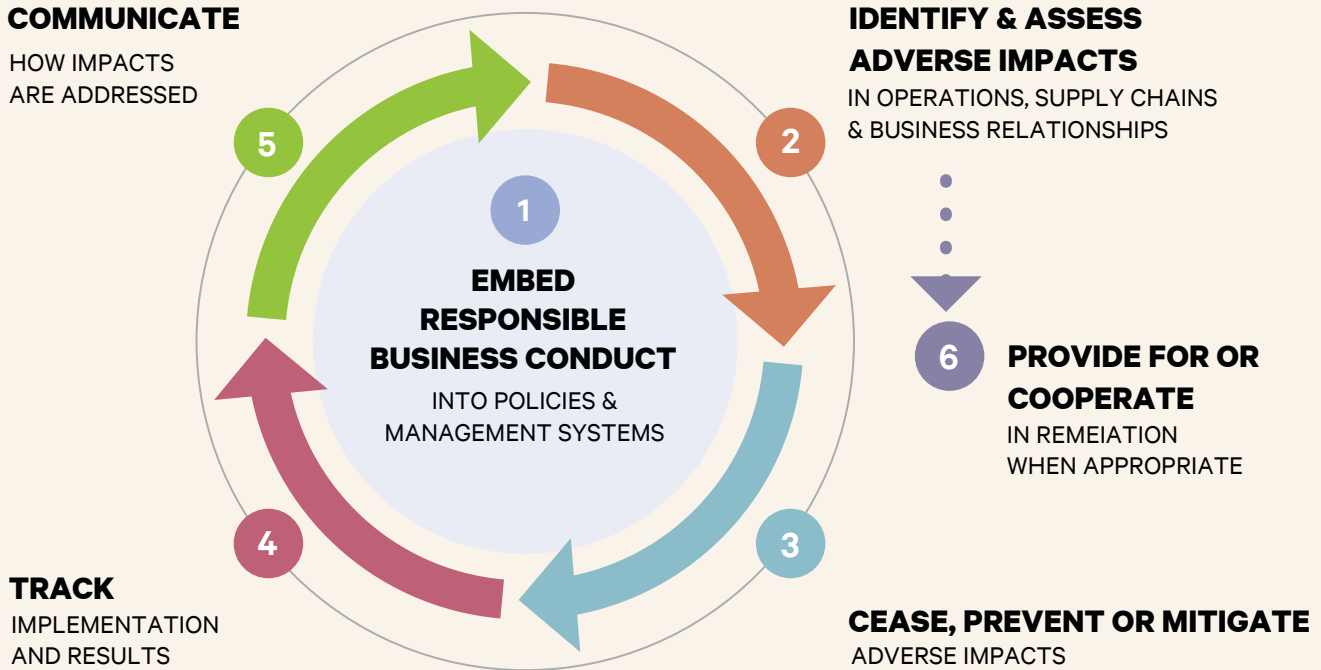 COMMUNICATE
HOW IMPACTS
ARE ADDRESSED
5
1
EMBED
RESPONSIBLE
BUSINESS CONDUCT
INTO POLICIES &
MANAGEMENT SYSTEMS
2
IDENTIFY & ASSESS
ADVERSE IMPACTS
IN OPERATIONS, SUPPLY CHAINS
& BUSINESS RELATIONSHIPS
6
PROVIDE FOR OR
COOPERATE
IN REMEIATION
WHEN APPROPRIATE
4
TRACK
IMPLEMENTATION
AND RESULTS
3
CEASE, PREVENT OR MITIGATE
ADVERSE IMPACTS